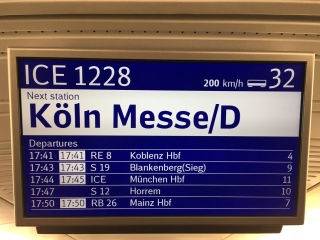 ICE 1228 200 km/h 32
Next station
Köln Messe/D
Departures
17:41 17:41 RE 8 Koblenz Hbf 4
17:43 17:43 S 19 Blankenberg(Sieg) 9
17:44 17:45 ICE München Hbf 11
17:47 S 12 Horrem 10
17:50 17:50 RB 26 Mainz Hbf 7